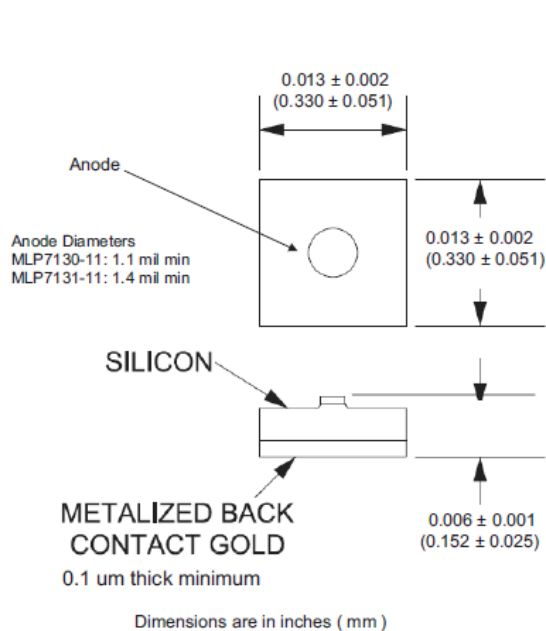 0.013 ± 0.002
(0.330 ± 0.051)
Anode
Anode Diameters
MLP7130-11: 1.1 mil min
MLP7131-11: 1.4 mil min
0.013 ± 0.002
(0.330 ± 0.051)
SILICON
METALIZED BACK
CONTACT GOLD
0.1 um thick minimum
0.006 ± 0.001
(0.152 ± 0.025)
Dimensions are in inches ( mm )